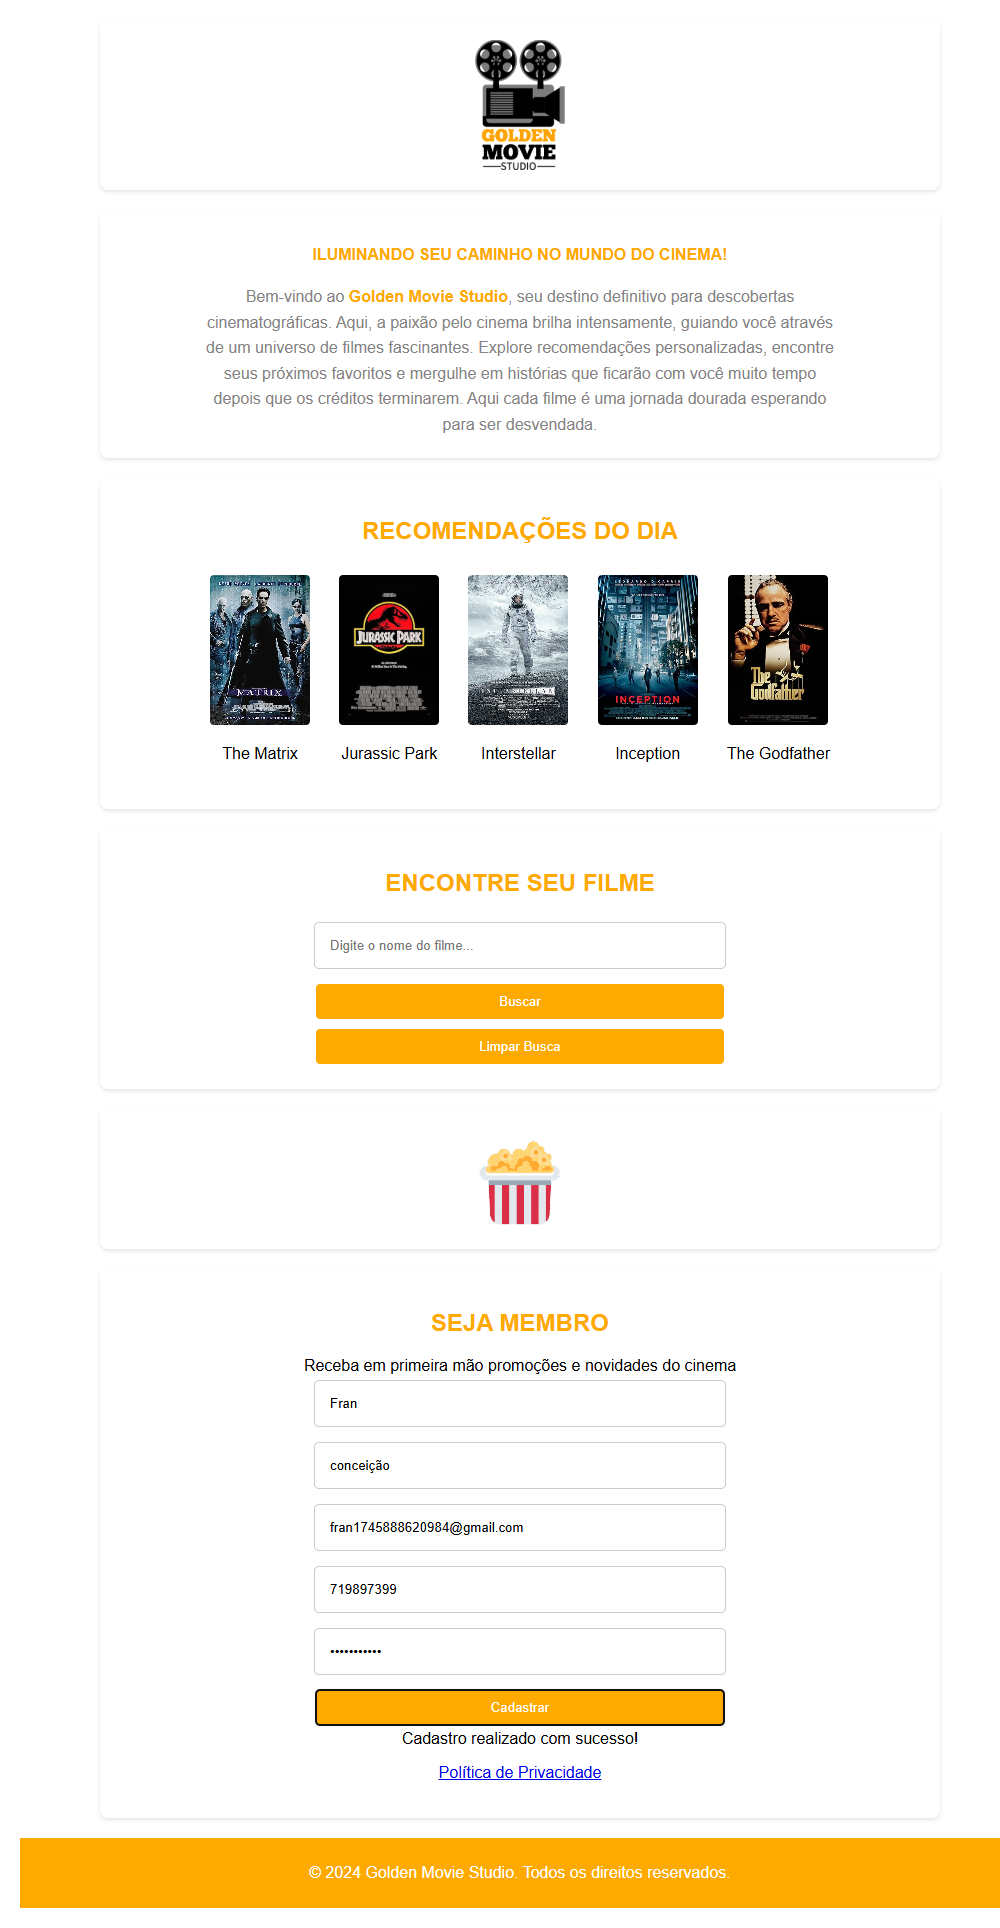 GOLDEN
MOVIE
STUDIO
ILUMINANDO SEU CAMINHO NO MUNDO DO CINEMA!
Bem-vindo ao Golden Movie Studio, seu destino definitivo para descobertas
cinematográficas. Aqui, a paixão pelo cinema brilha intensamente, guiando você através
de um universo de filmes fascinantes. Explore recomendações personalizadas, encontre
seus próximos favoritos e mergulhe em histórias que ficarão com você muito tempo
depois que os créditos terminarem. Aqui cada filme é uma jornada dourada esperando
para ser desvendada.
RECOMENDAÇÕES DO DIA
MATRIX
JURASSIC PARK
INTERSTELLAR
INCEPTION
The Godfather
The Matrix
Jurassic Park
Interstellar
Inception
The Godfather
ENCONTRE SEU FILME
Digite o nome do filme...
Buscar
Limpar Busca
SEJA MEMBRO
Receba em primeira mão promoções e novidades do cinema
Fran
conceição
fran1745888620984@gmail.com
719897399
•••••••••••
Cadastrar
Cadastro realizado com sucesso!
Política de Privacidade
© 2024 Golden Movie Studio. Todos os direitos reservados.